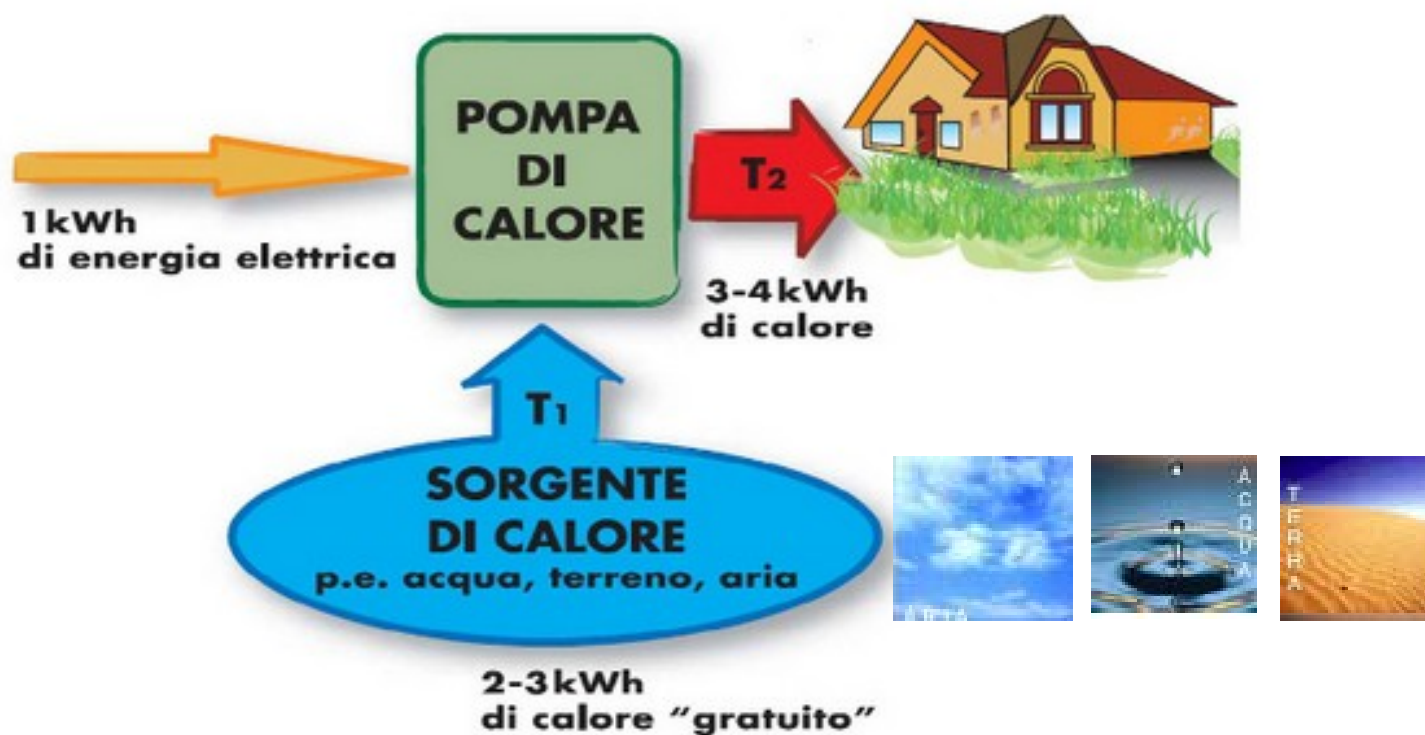 POMPA
DI
CALORE
1kWh
di energia elettrica
T2
3-4kWh
di calore
T1
SORGENTE
DI CALORE
p.e. acqua, terreno, aria
2-3kWh
di calore “gratuito”
ACQUA
TERRA